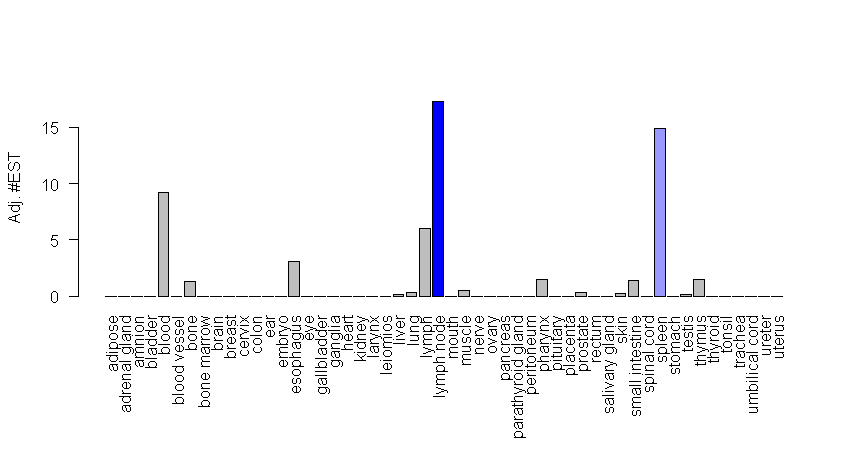 Adj. #EST
15
10
5
0
adipose
adrenal gland
amnion
bladder
blood
blood vessel
bone
bone marrow
brain
breast
cervix
colon
ear
embryo
esophagus
eye
gallbladder
ganglia
heart
kidney
larynx
leiomios
liver
lung
lymph
lymph node
mouth
muscle
nerve
ovary
pancreas
parathyroid gland
peritoneum
pharynx
pituitary
placenta
prostate
rectum
salivary gland
skin
small intestine
spinal cord
spleen
stomach
testis
thymus
thyroid
tonsil
trachea
umbilical cord
ureter
uterus